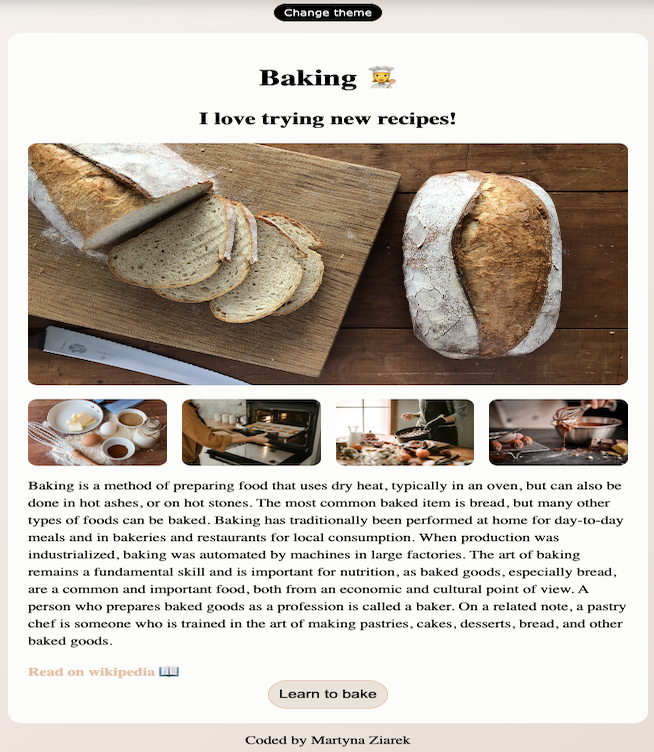 Change theme
Baking 👩‍🍳
I love trying new recipes!
Baking is a method of preparing food that uses dry heat, typically in an oven, but can also be
done in hot ashes, or on hot stones. The most common baked item is bread, but many other
types of foods can be baked. Baking has traditionally been performed at home for day-to-day
meals and in bakeries and restaurants for local consumption. When production was
industrialized, baking was automated by machines in large factories. The art of baking
remains a fundamental skill and is important for nutrition, as baked goods, especially bread,
are a common and important food, both from an economic and cultural point of view. A
person who prepares baked goods as a profession is called a baker. On a related note, a pastry
chef is someone who is trained in the art of making pastries, cakes, desserts, bread, and other
baked goods.
Read on wikipedia 📖
Learn to bake
Coded by Martyna Ziarek